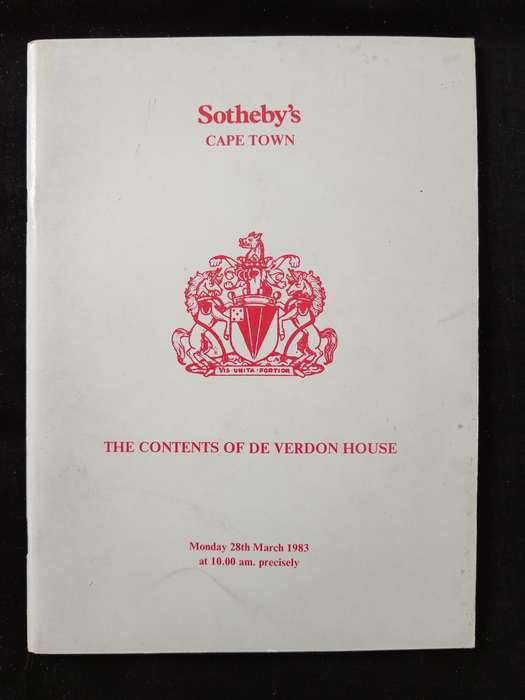 Sotheby's
CAPE TOWN
VIS · UNITA · FORTIOR
THE CONTENTS OF DE VERDON HOUSE
Monday 28th March 1983
at 10.00 am. precisely